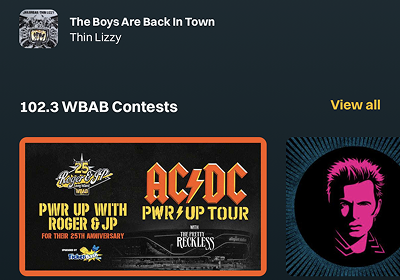 The Boys Are Back In Town
Thin Lizzy
102.3 WBAB Contests
View all
25
Roger & JP
WBAB
PWR UP WITH
ROGER & JP
FOR THEIR 25TH ANNIVERSARY
AC/DC
PWR UP TOUR
WITH
THE PRETTY
RECKLESS